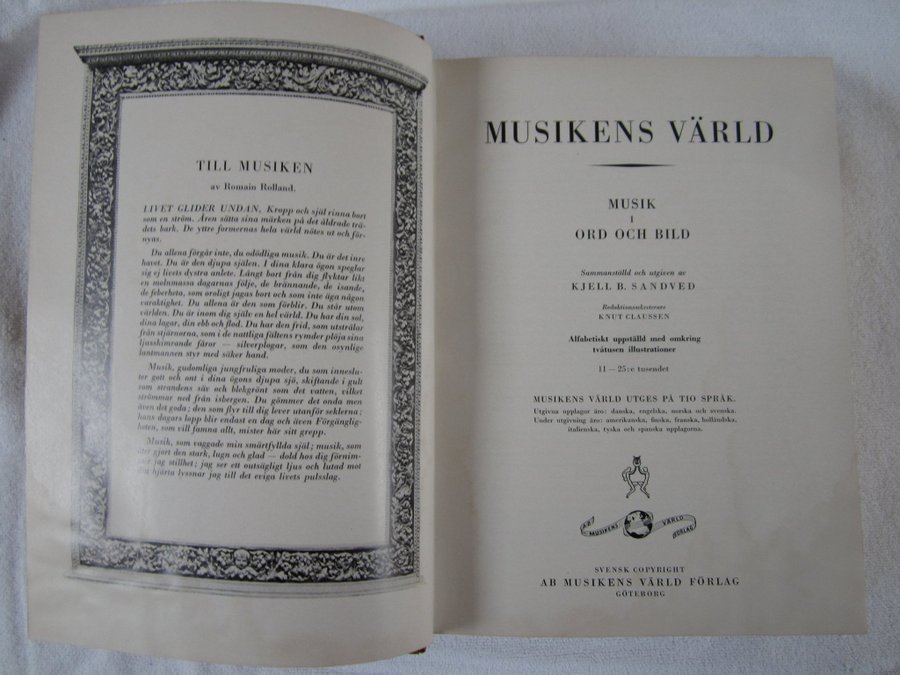 TILL MUSIKEN
av Romain Rolland.
LIVET GLIDER UNDAN. Kropp och själ rinna bort
som en ström. Åren sätta sina märken på det åldrade trä-
dets bark. De yttre formernas hela värld nötes ut och för-
nyas.
Du allena förgår inte, du odödliga musik. Du är det inre
havet. Du är den djupa själen. I dina klara ögon speglar
sig ej livets dystra anlete. Långt bort från dig flyktar likt
en molnmassa dagarnas följe, de brännande, de isande,
de feberheta, som oroligt jagas bort och som inte äga någon
varaktighet. Du allena är den som förblir. Du står utom
världen. Du är inom dig själv en hel värld. Du har din sol,
dina lagar, din ebb och flod. Du har den frid, som utstrålar
från stjärnorna, som i de nattliga fältens rymder plöja sina
ljusskimrande fåror — silverplogar, som den osynlige
lantmannen styr med säker hand.
Musik, gudomliga jungfruliga moder, du som inneslu-
ter gott och ont i dina ögons djupa sjö, skiftande i gult
som strandens säv och blekgrönt som det vatten, vilket
strömmar ned från isbergen. Du gömmer det onda men
även det goda; den som flyr till dig lever utanför seklerna;
hans dagars lopp blir endast en dag och även Förgänglig-
heten, som vill famna allt, mister här sitt grepp.
Musik, som vaggade min smärtfyllda själ; musik, som
åter gjort den stark, lugn och glad — dold hos dig förnim-
mer jag stillhet; jag ser ett outsägligt ljus och lutad mot
ditt hjärta lyssnar jag till det eviga livets pulsslag.
MUSIKENS VÄRLD
MUSIK
I
ORD OCH BILD
Sammanställd och utgiven av
KJELL B. SANDVED
Redaktionssekreterare
KNUT CLAUSSEN
Alfabetiskt uppställd med omkring
tvåtusen illustrationer
11 — 25:e tusendet
MUSIKENS VÄRLD UTGES PÅ TIO SPRÅK.
Utgivna upplagor äro: danska, engelska, norska och svenska.
Under utgivning äro: amerikanska, finska, franska, holländska,
italienska, tyska och spanska upplagorna.
AB MUSIKENS VÄRLD FÖRLAG
SVENSK COPYRIGHT
AB MUSIKENS VÄRLD FÖRLAG
GÖTEBORG